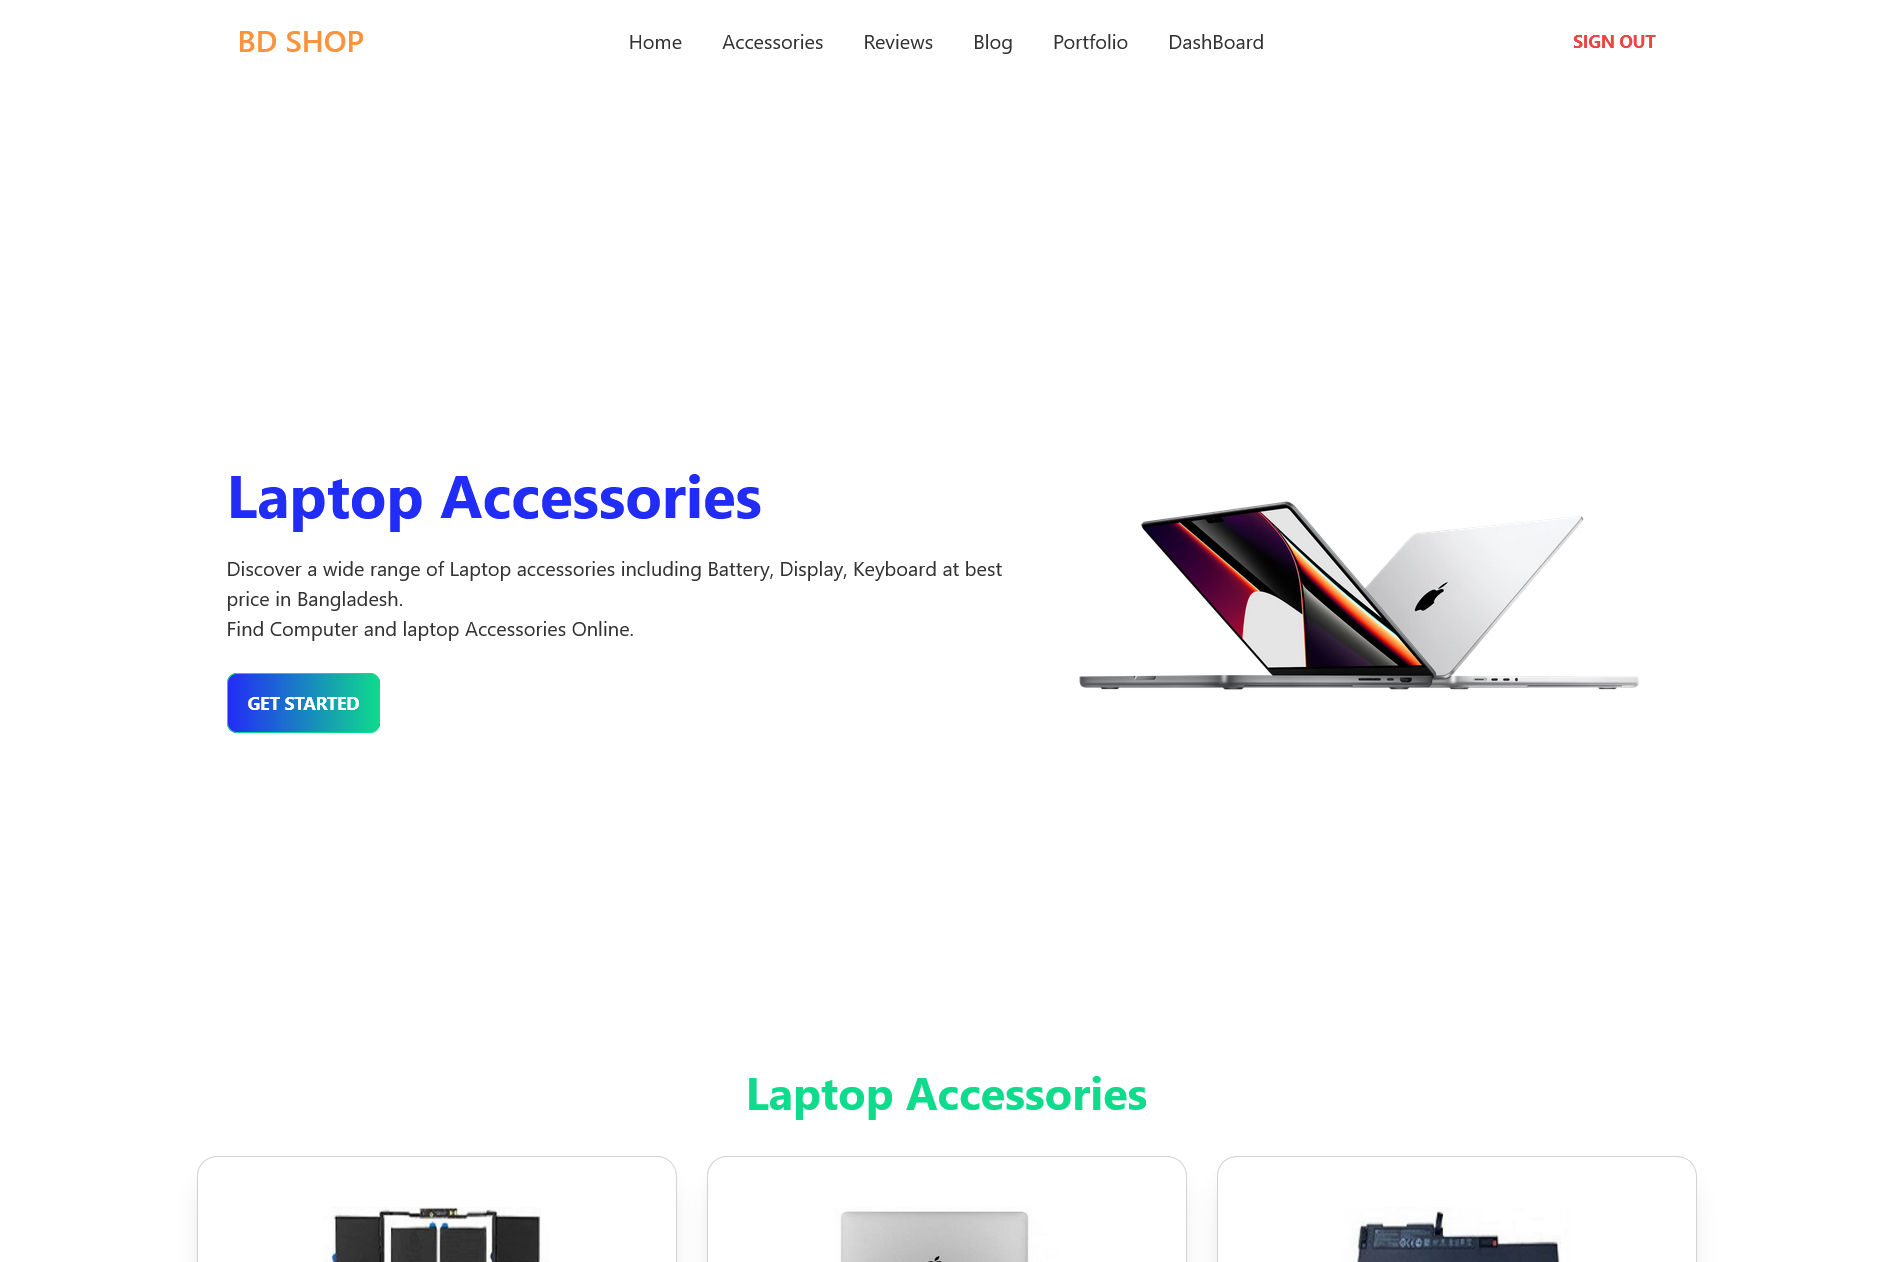 BD SHOP
Home Accessories Reviews Blog Portfolio DashBoard
SIGN OUT
Laptop Accessories
Discover a wide range of Laptop accessories including Battery, Display, Keyboard at best
price in Bangladesh.
Find Computer and laptop Accessories Online.
GET STARTED
Laptop Accessories